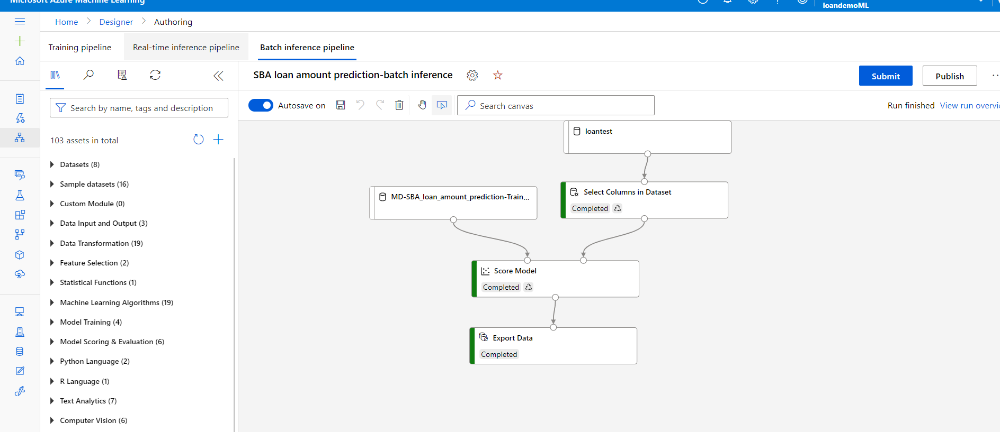 Microsoft Azure Machine Learning
loandemoML
Home > Designer > Authoring
Training pipeline
Real-time inference pipeline
Batch inference pipeline
SBA loan amount prediction-batch inference
Submit
Publish
Search by name, tags and description
Autosave on
Search canvas
Run finished View run overvi
103 assets in total
Datasets (8)
Sample datasets (16)
Custom Module (0)
Data Input and Output (3)
Data Transformation (19)
Feature Selection (2)
Statistical Functions (1)
Machine Learning Algorithms (19)
Model Training (4)
Model Scoring & Evaluation (6)
Python Language (2)
R Language (1)
Text Analytics (7)
Computer Vision (6)
loantest
MD-SBA_loan_amount_prediction-Train...
Select Columns in Dataset
Completed
Score Model
Completed
Export Data
Completed